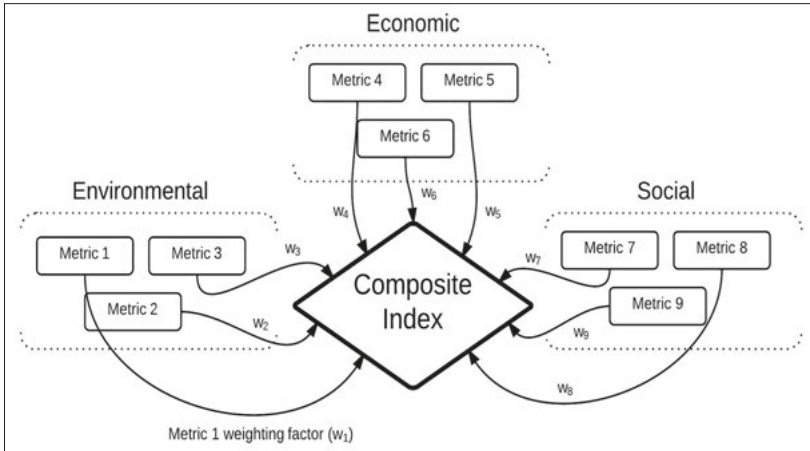 Economic
Metric 4
Metric 5
Metric 6
Environmental
Social
w4
w6
w5
Metric 1
Metric 3
w3
Metric 2
w2
w7
Metric 7
Metric 8
Metric 9
w9
Composite
Index
w8
Metric 1 weighting factor (w1)